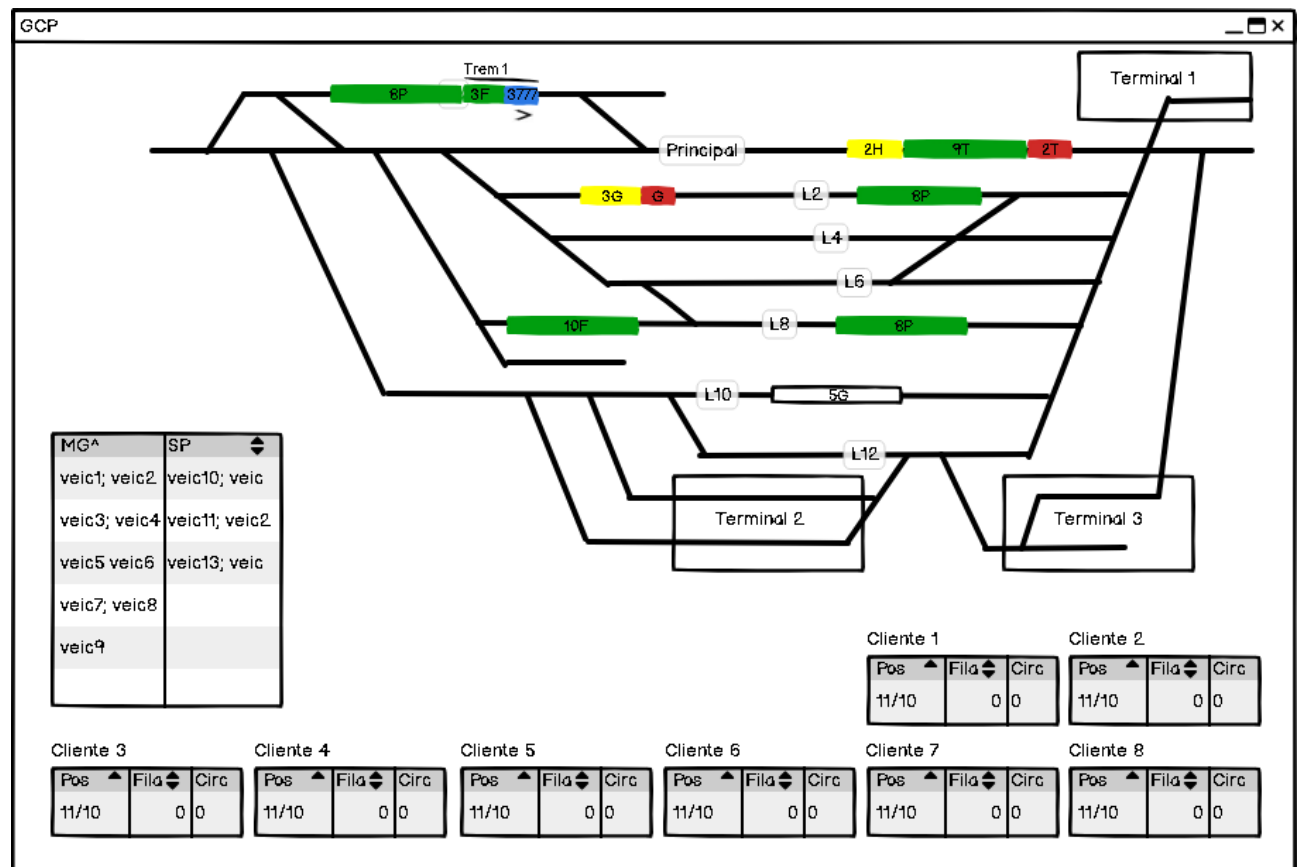 GCP
Trem 1
Terminal 1
3F 3777
>
Principal 2H 9T 2T
3G G L2
L4
L6
10F L8
L10 5G
MG^ SP
L12
veic1; veic2 veic10; veic
veic3; veic4 veic11; veic2
Terminal 2 Terminal 3
veic5 veic6 veic13; veic
veic7; veic8
veic9
Cliente 1 Cliente 2
Pos Fila Circ Pos Fila Circ
11/10 0 0 11/10 0 0
Cliente 3 Cliente 4 Cliente 5 Cliente 6 Cliente 7 Cliente 8
Pos Fila Circ Pos Fila Circ Pos Fila Circ Pos Fila Circ Pos Fila Circ Pos Fila Circ
11/10 0 0 11/10 0 0 11/10 0 0 11/10 0 0 11/10 0 0 11/10 0 0